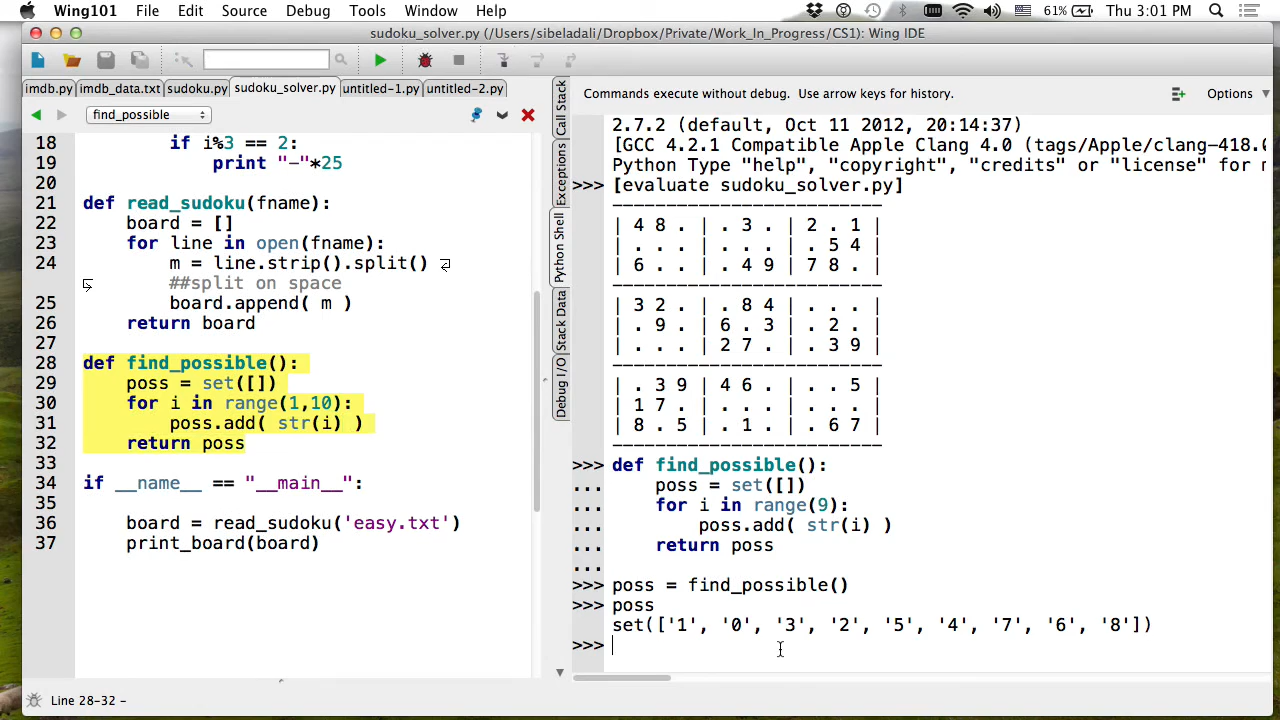 Wing101 File Edit Source Debug Tools Window Help 61% Thu 3:01 PM
sudoku_solver.py (/Users/sibeladali/Dropbox/Private/Work_In_Progress/CS1): Wing IDE
imdb.py imdb_data.txt sudoku.py sudoku_solver.py untitled-1.py untitled-2.py
find_possible
18 if i%3 == 2:
19 print "-"*25
20
21 def read_sudoku(fname):
22 board = []
23 for line in open(fname):
24 m = line.strip().split()
##split on space
25 board.append( m )
26 return board
27
28 def find_possible():
29 poss = set([])
30 for i in range(1,10):
31 poss.add( str(i) )
32 return poss
33
34 if __name__ == "__main__":
35
36 board = read_sudoku('easy.txt')
37 print_board(board)
Line 28-32 -
Call Stack
Exceptions
Python Shell
Stack Data
Debug I/O
Commands execute without debug. Use arrow keys for history. Options
2.7.2 (default, Oct 11 2012, 20:14:37)
[GCC 4.2.1 Compatible Apple Clang 4.0 (tags/Apple/clang-418.0
Python Type "help", "copyright", "credits" or "license" for m
>>> [evaluate sudoku_solver.py]
-------------------------
| 4 8 . | . 3 . | 2 . 1 |
| . . . | . . . | . 5 4 |
| 6 . . | . 4 9 | 7 8 . |
-------------------------
| 3 2 . | . 8 4 | . . . |
| . 9 . | 6 . 3 | . 2 . |
| . . . | 2 7 . | . 3 9 |
-------------------------
| . 3 9 | 4 6 . | . . 5 |
| 1 7 . | . . . | . . . |
| 8 . 5 | . 1 . | . 6 7 |
-------------------------
>>> def find_possible():
... poss = set([])
... for i in range(9):
... poss.add( str(i) )
... return poss
...
>>> poss = find_possible()
>>> poss
set(['1', '0', '3', '2', '5', '4', '7', '6', '8'])
>>>